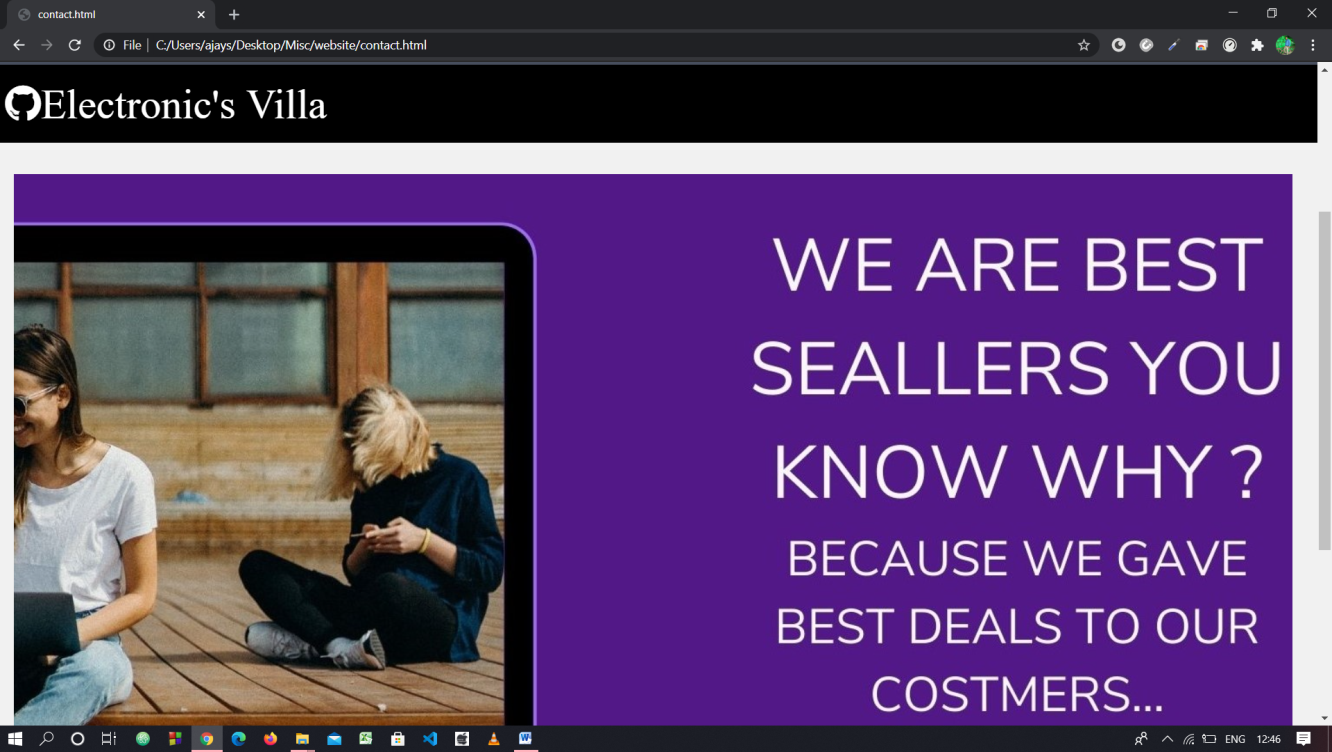 contact.html
File
C:/Users/ajays/Desktop/Misc/website/contact.html
Electronic's Villa
WE ARE BEST
SEALLERS YOU
KNOW WHY ?
BECAUSE WE GAVE
BEST DEALS TO OUR
COSTMERS...
ENG
12:46